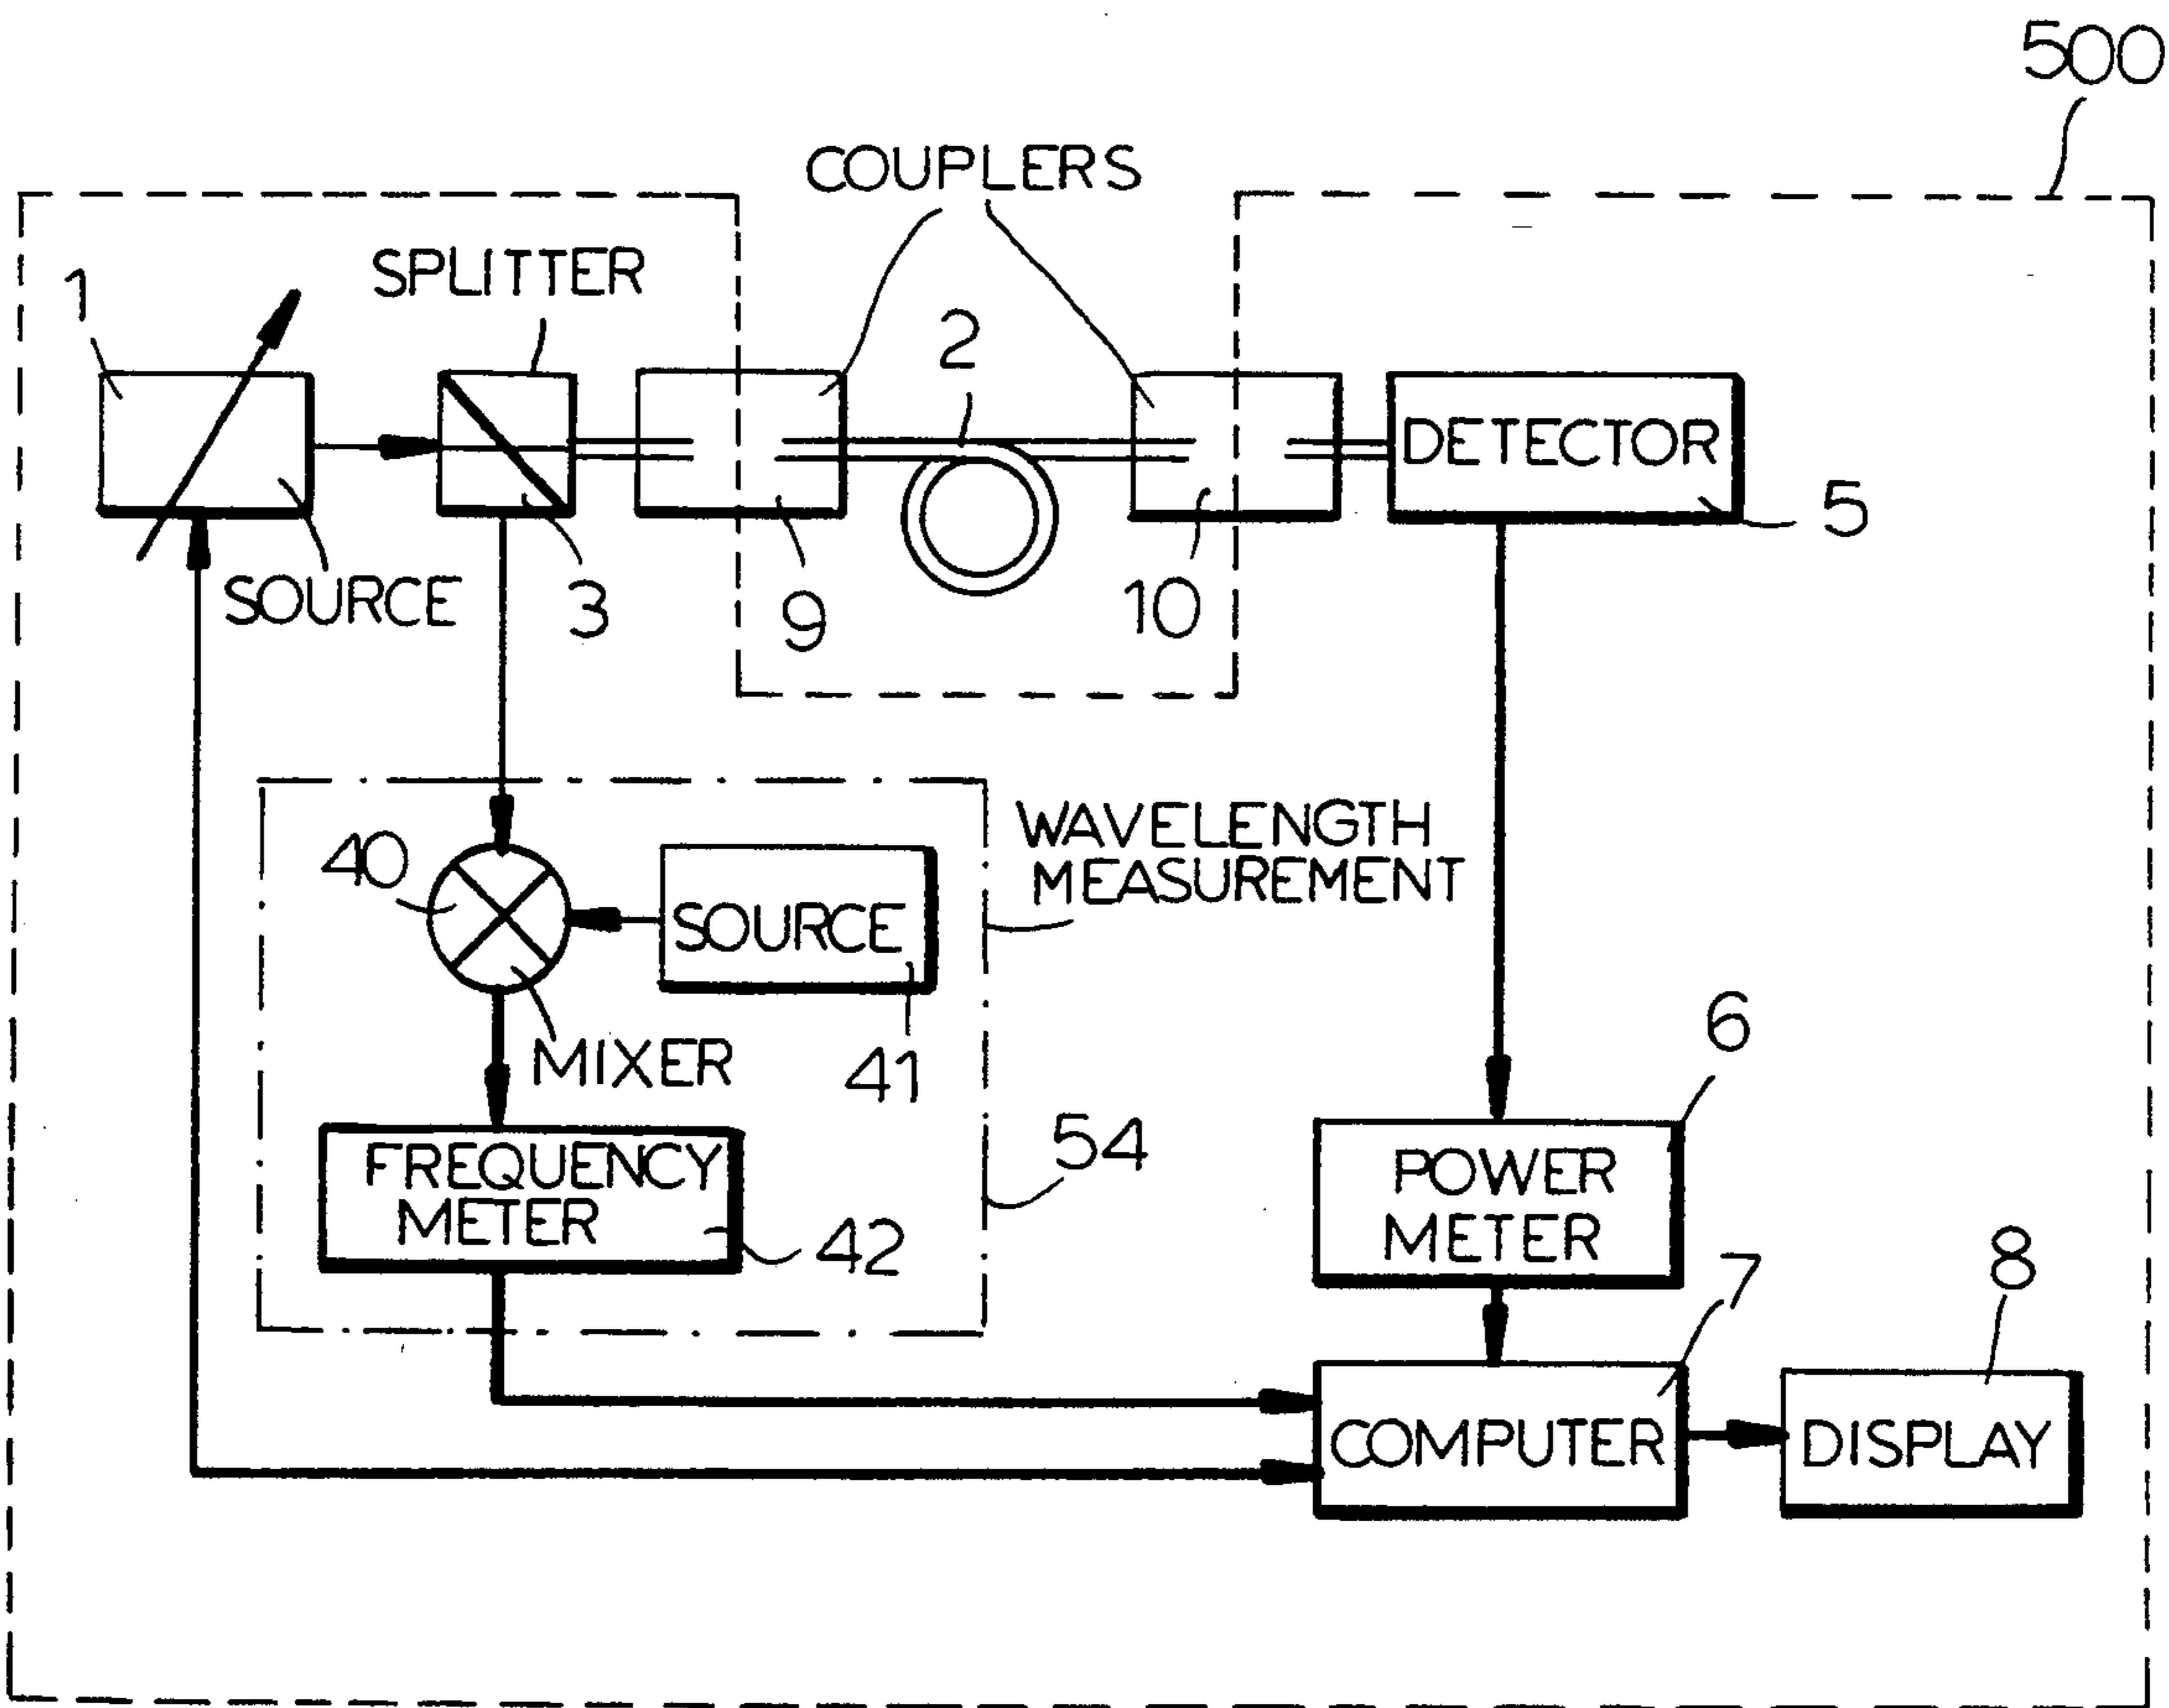 500
COUPLERS
SPLITTER
1
2
DETECTOR
5
SOURCE
3
9
10
WAVELENGTH
MEASUREMENT
40
SOURCE
41
MIXER
6
54
FREQUENCY
METER
42
POWER
METER
7
8
COMPUTER
DISPLAY